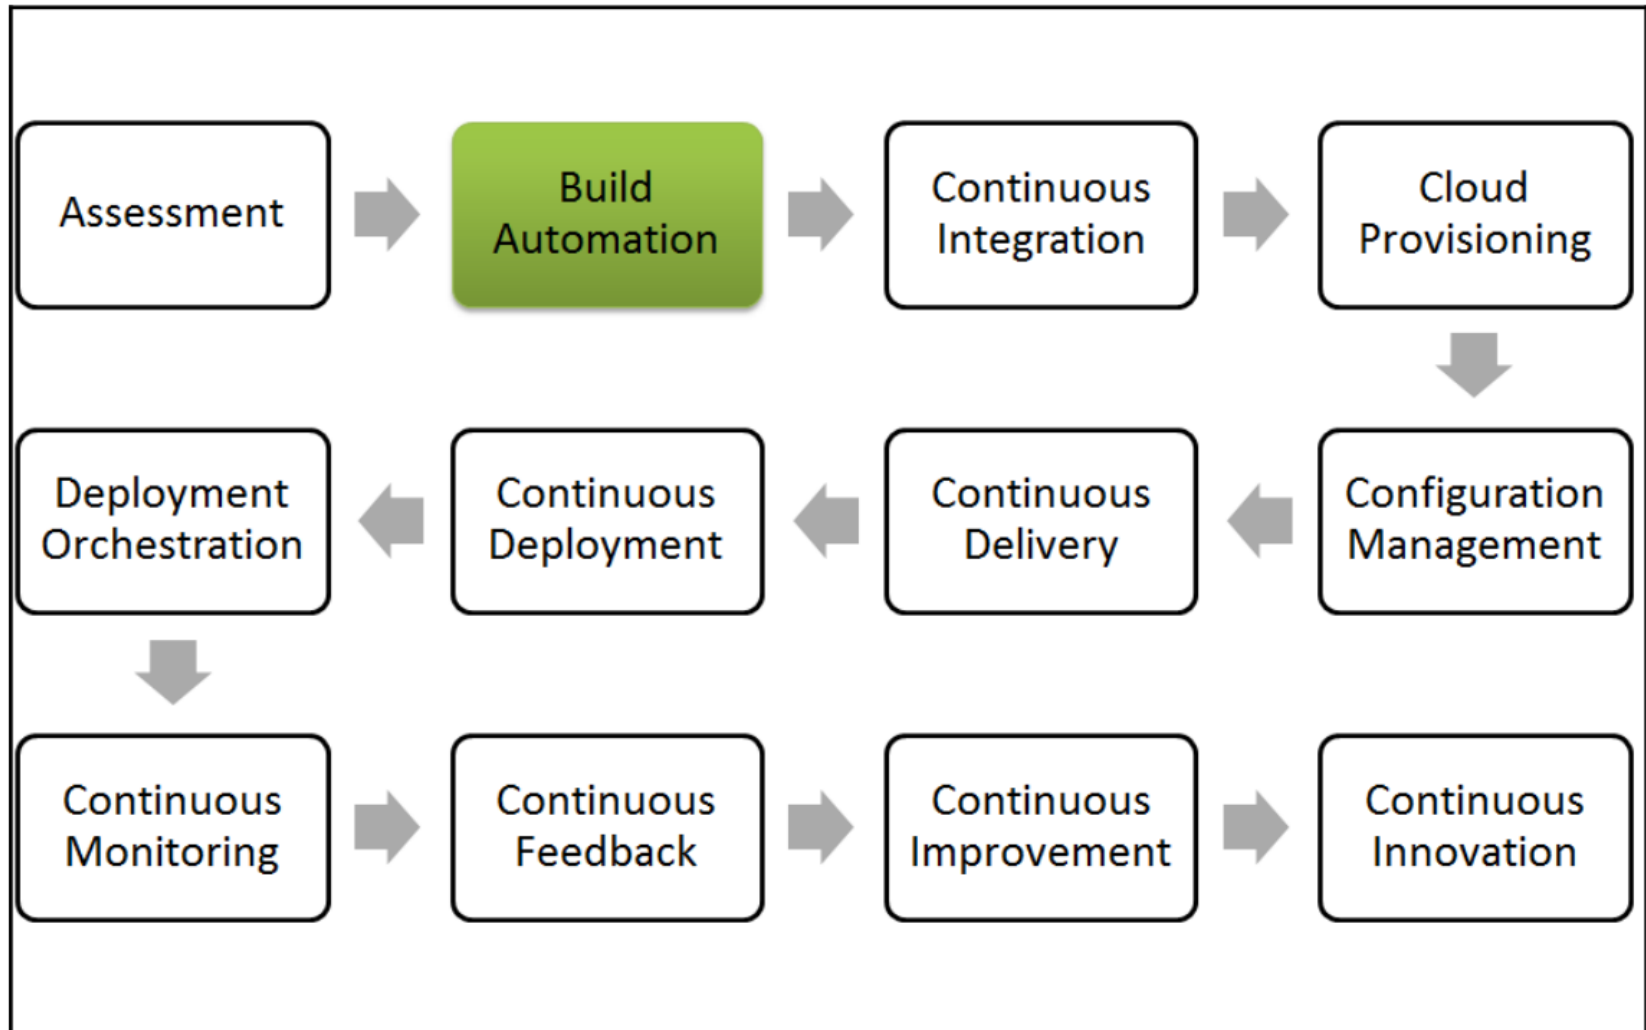 Assessment
Build
Automation
Continuous
Integration
Cloud
Provisioning
Configuration
Management
Continuous
Delivery
Continuous
Deployment
Deployment
Orchestration
Continuous
Monitoring
Continuous
Feedback
Continuous
Improvement
Continuous
Innovation